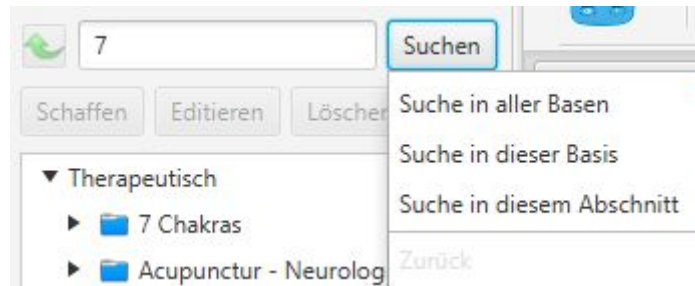 7 Suchen
Schaffen Editieren Löschen
Suche in aller Basen
Suche in dieser Basis
Suche in diesem Abschnitt
Zurück
Therapeutisch
7 Chakras
Acupunctur - Neurolog